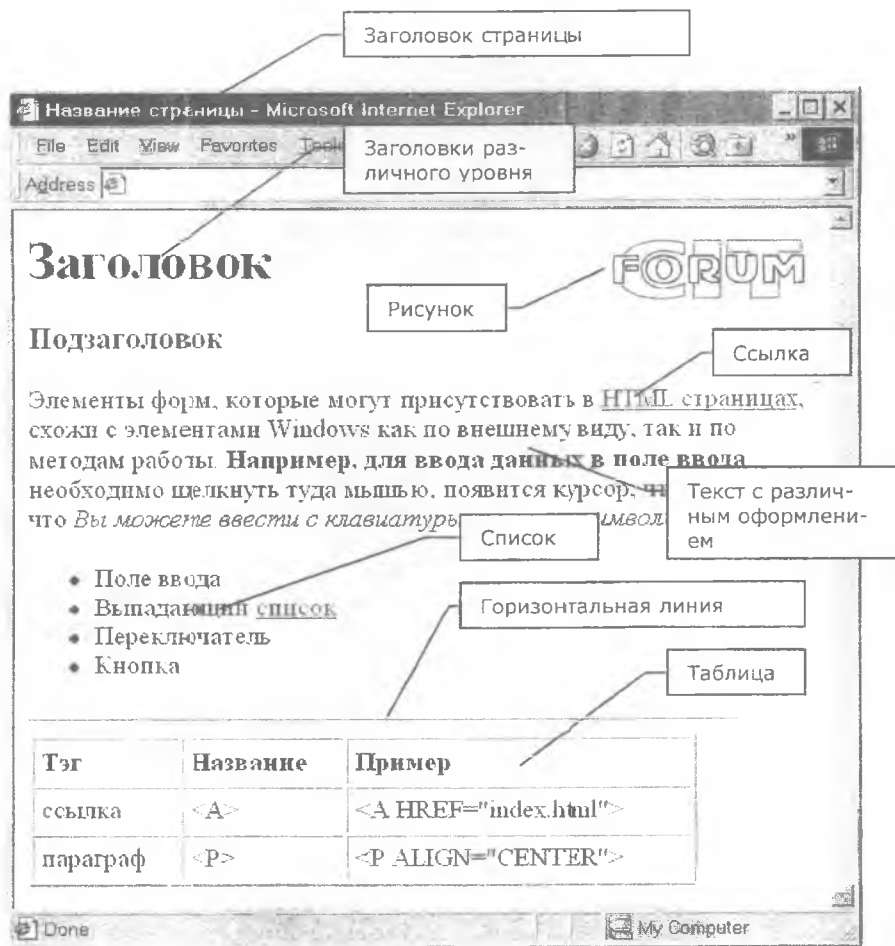 Заголовок страницы
Название страницы - Microsoft Internet Explorer
File Edit View Favorites Tools
Заголовки раз-
личного уровня
Address
Заголовок
CIT FORUM
Рисунок
Подзаголовок
Ссылка
Элементы форм, которые могут присутствовать в HTML страницах,
схожи с элементами Windows как по внешнему виду, так и по
методам работы. Например, для ввода данных в поле ввода
необходимо щелкнуть туда мышью, появится курсор,
что Вы можете ввести с клавиатуры
Текст с различ-
ным оформлени-
ем
Список
Поле ввода
Выпадающий список
Переключатель
Кнопка
Горизонтальная линия
Таблица
Тэг Название Пример
ссылка <A> <A HREF="index.html">
параграф <P> <P ALIGN="CENTER">
Done My Computer